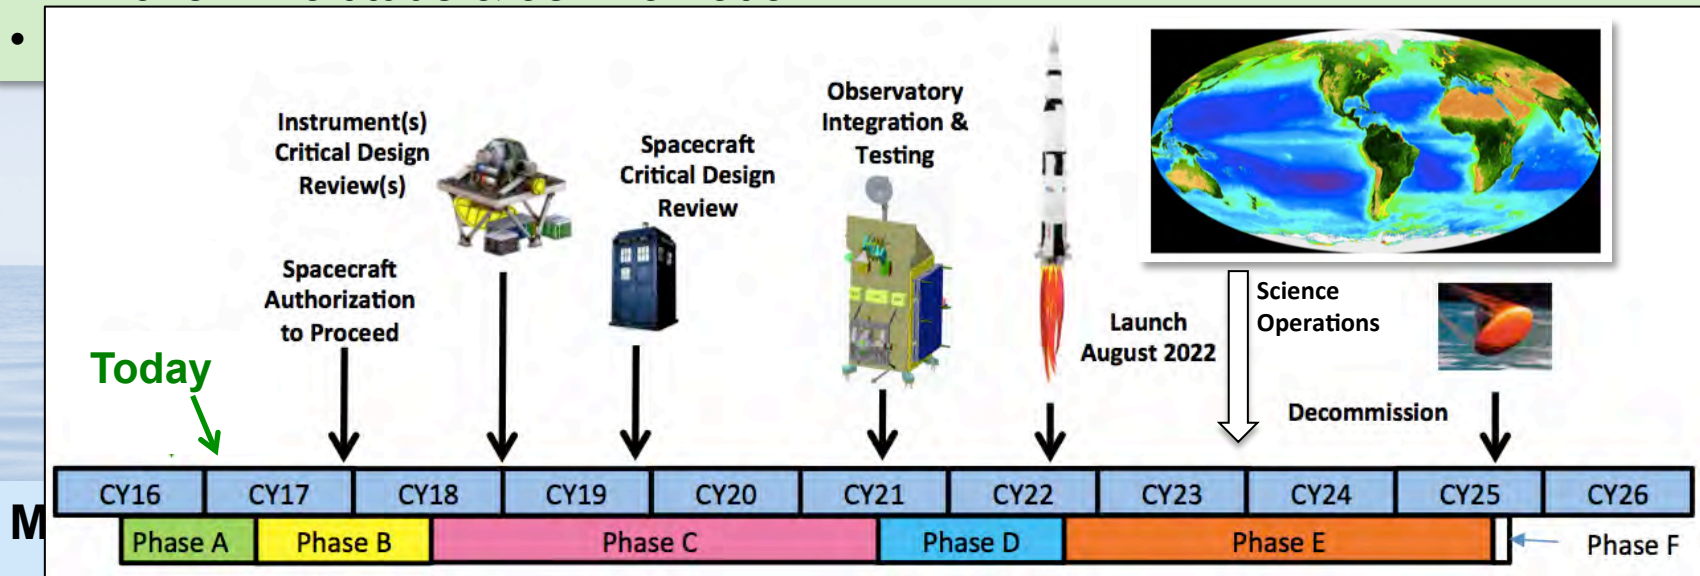 •
Instrument(s)
Critical Design
Review(s)
Spacecraft
Authorization
to Proceed
Today
Spacecraft
Critical Design
Review
Observatory
Integration &
Testing
Launch
August 2022
Science
Operations
Decommission
CY16 CY17 CY18 CY19 CY20 CY21 CY22 CY23 CY24 CY25 CY26
M
Phase A Phase B Phase C Phase D Phase E Phase F